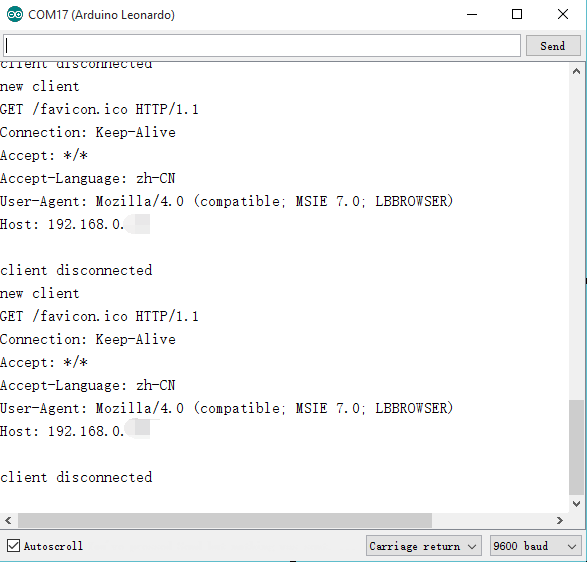 COM17 (Arduino Leonardo)
Send
client disconnected
new client
GET /favicon.ico HTTP/1.1
Connection: Keep-Alive
Accept: */*
Accept-Language: zh-CN
User-Agent: Mozilla/4.0 (compatible; MSIE 7.0; LBBROWSER)
Host: 192.168.0.
client disconnected
new client
GET /favicon.ico HTTP/1.1
Connection: Keep-Alive
Accept: */*
Accept-Language: zh-CN
User-Agent: Mozilla/4.0 (compatible; MSIE 7.0; LBBROWSER)
Host: 192.168.0.
client disconnected
Autoscroll
Carriage return
9600 baud